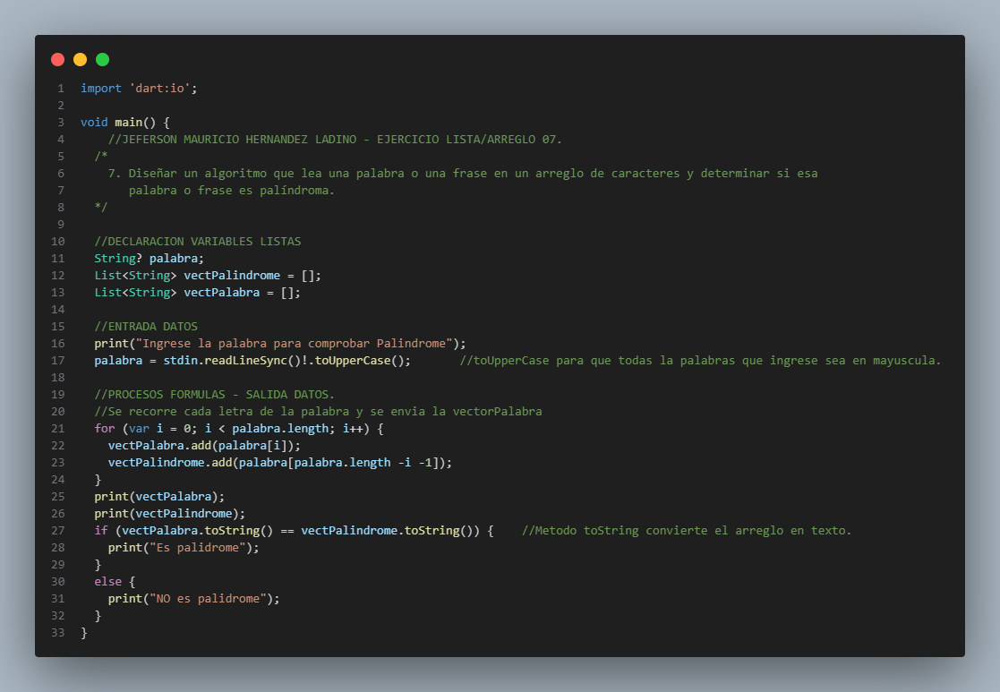 1 import 'dart:io';
2
3 void main() {
4 //JEFERSON MAURICIO HERNANDEZ LADINO - EJERCICIO LISTA/ARREGLO 07.
5 /*
6 7. Diseñar un algoritmo que lea una palabra o una frase en un arreglo de caracteres y determinar si esa
7 palabra o frase es palíndroma.
8 */
9
10 //DECLARACION VARIABLES LISTAS
11 String? palabra;
12 List<String> vectPalindrome = [];
13 List<String> vectPalabra = [];
14
15 //ENTRADA DATOS
16 print("Ingrese la palabra para comprobar Palindrome");
17 palabra = stdin.readLineSync()!.toUpperCase(); //toUpperCase para que todas la palabras que ingrese sea en mayuscula.
18
19 //PROCESOS FORMULAS - SALIDA DATOS.
20 //Se recorre cada letra de la palabra y se envia la vectorPalabra
21 for (var i = 0; i < palabra.length; i++) {
22 vectPalabra.add(palabra[i]);
23 vectPalindrome.add(palabra[palabra.length -i -1]);
24 }
25 print(vectPalabra);
26 print(vectPalindrome);
27 if (vectPalabra.toString() == vectPalindrome.toString()) { //Metodo toString convierte el arreglo en texto.
28 print("Es palidrome");
29 }
30 else {
31 print("NO es palidrome");
32 }
33 }